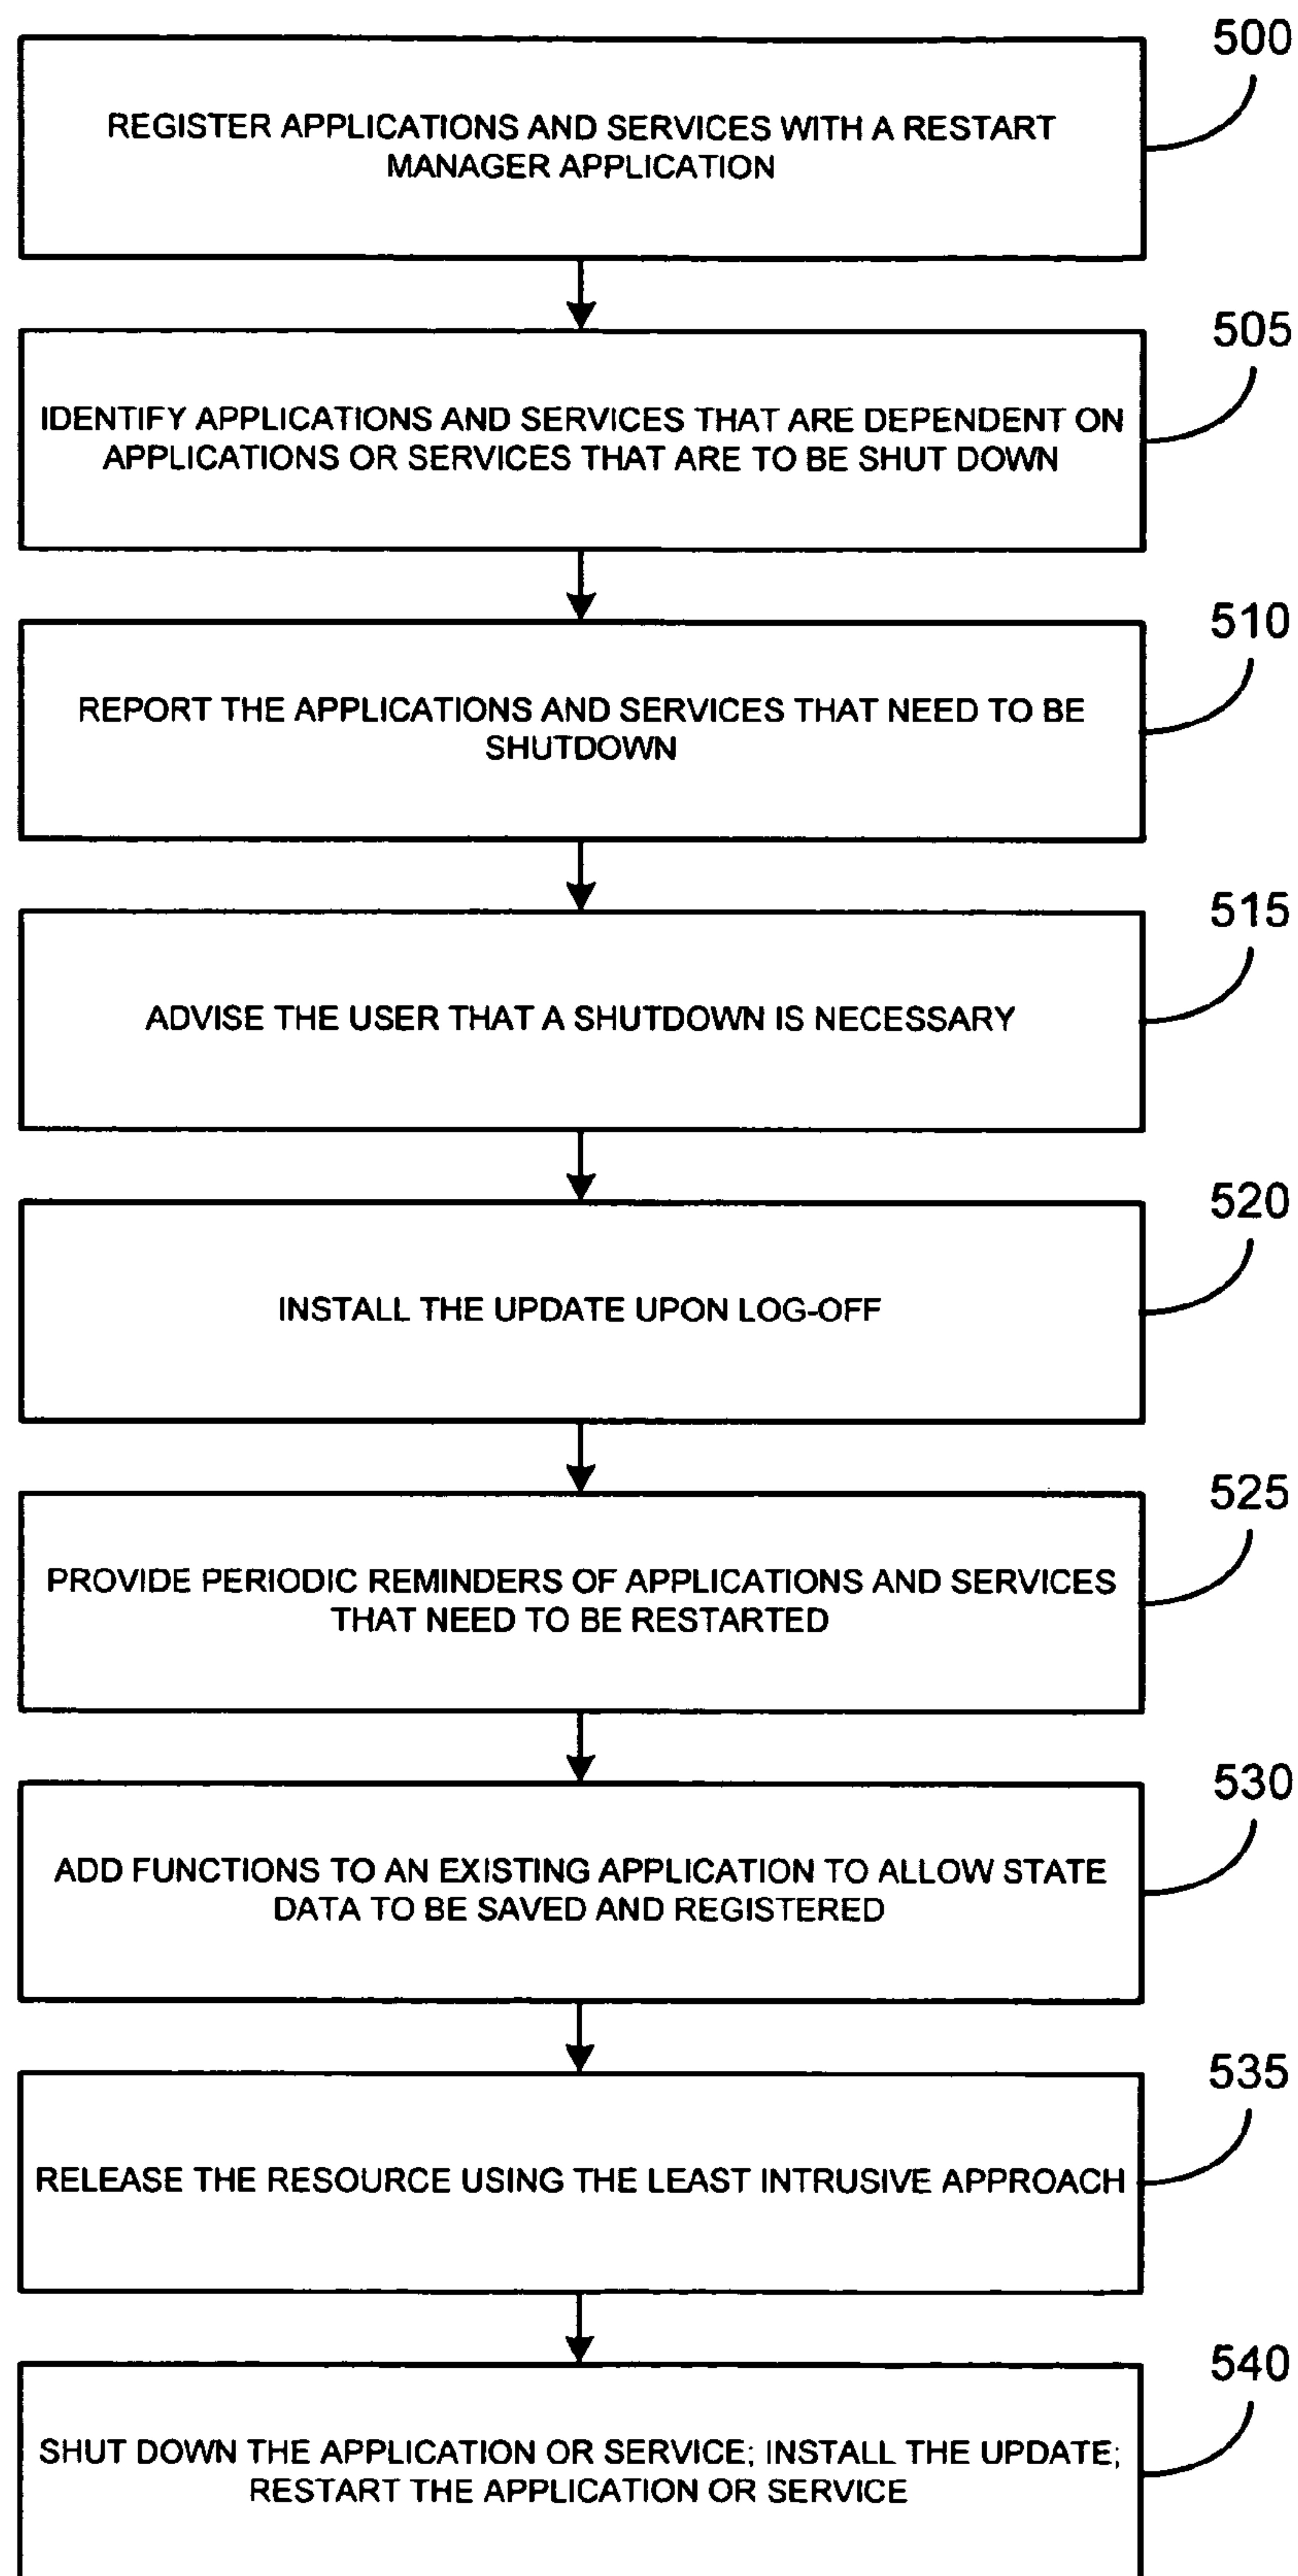 500
REGISTER APPLICATIONS AND SERVICES WITH A RESTART
MANAGER APPLICATION
505
IDENTIFY APPLICATIONS AND SERVICES THAT ARE DEPENDENT ON
APPLICATIONS OR SERVICES THAT ARE TO BE SHUT DOWN
510
REPORT THE APPLICATIONS AND SERVICES THAT NEED TO BE
SHUTDOWN
515
ADVISE THE USER THAT A SHUTDOWN IS NECESSARY
520
INSTALL THE UPDATE UPON LOG-OFF
525
PROVIDE PERIODIC REMINDERS OF APPLICATIONS AND SERVICES
THAT NEED TO BE RESTARTED
530
ADD FUNCTIONS TO AN EXISTING APPLICATION TO ALLOW STATE
DATA TO BE SAVED AND REGISTERED
535
RELEASE THE RESOURCE USING THE LEAST INTRUSIVE APPROACH
540
SHUT DOWN THE APPLICATION OR SERVICE; INSTALL THE UPDATE;
RESTART THE APPLICATION OR SERVICE